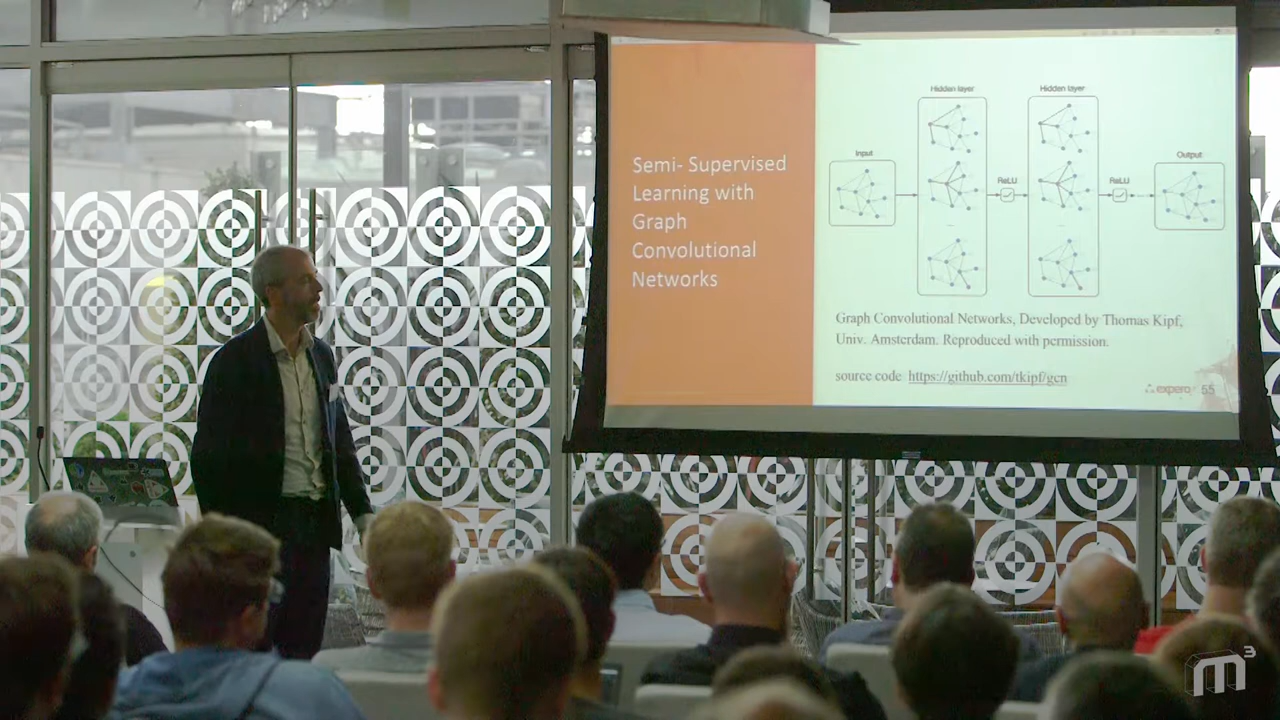 Semi- Supervised
Learning with
Graph
Convolutional
Networks
Hidden layer
Hidden layer
Input
Output
ReLU
ReLU
Graph Convolutional Networks, Developed by Thomas Kipf,
Univ. Amsterdam. Reproduced with permission.
source code https://github.com/tkipf/gcn
expero 55
m3